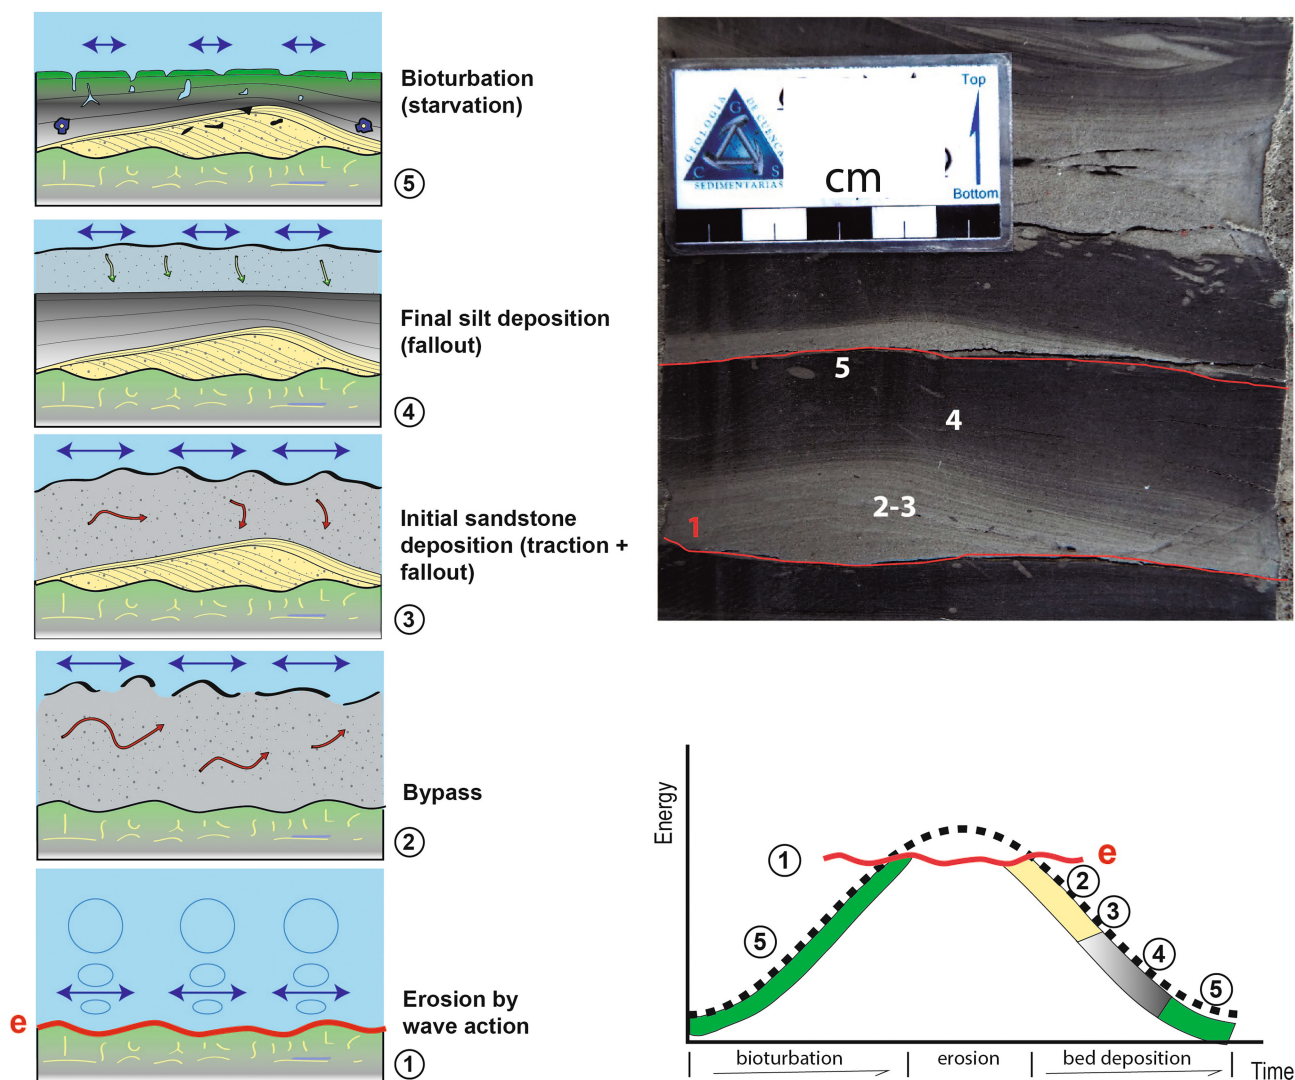 Bioturbation
(starvation)
5
Final silt deposition
(fallout)
4
Initial sandstone
deposition (traction +
fallout)
3
Bypass
2
e
Erosion by
wave action
1
GEOLOGIA
DE CUENCA
SEDIMENTARIAS
G
C
S
cm
Top
Bottom
5
4
2-3
1
Energy
1
e
2
3
4
5
5
bioturbation
erosion
bed deposition
Time